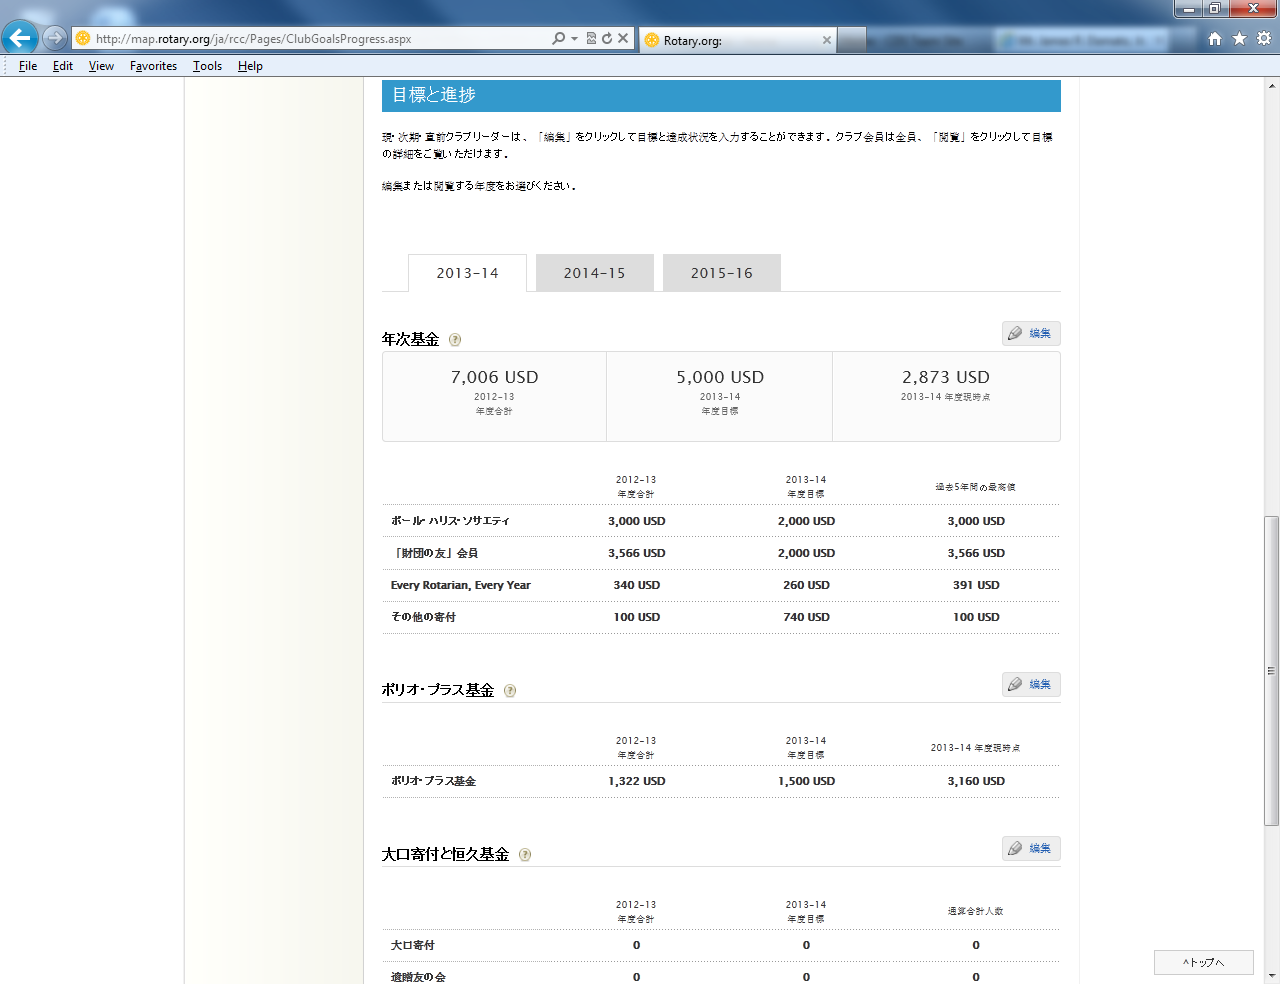 http://map.rotary.org/ja/rcc/Pages/ClubGoalsProgress.aspx
Rotary.org:
File Edit View Favorites Tools Help
目標と進捗
現・次期・直前クラブリーダーは、「編集」をクリックして目標と達成状況を入力することができます。クラブ会員は全員、「閲覧」をクリックして目標
の詳細をご覧いただけます。
編集または閲覧する年度をお選びください。
2013-14 2014-15 2015-16
年次基金 ? 編集
7,006 USD 5,000 USD 2,873 USD
2012-13 2013-14 2013-14 年度現時点
年度合計 年度目標
2012-13 2013-14 過去5年間の最高値
年度合計 年度目標
ポール・ハリス・ソサエティ 3,000 USD 2,000 USD 3,000 USD
「財団の友」会員 3,566 USD 2,000 USD 3,566 USD
Every Rotarian, Every Year 340 USD 260 USD 391 USD
その他の寄付 100 USD 740 USD 100 USD
ポリオ・プラス基金 ? 編集
2012-13 2013-14 2013-14 年度現時点
年度合計 年度目標
ポリオ・プラス基金 1,322 USD 1,500 USD 3,160 USD
大口寄付と恒久基金 ? 編集
2012-13 2013-14 通算合計人数
年度合計 年度目標
大口寄付 0 0 0
遺贈友の会 0 0 0
^トップへ